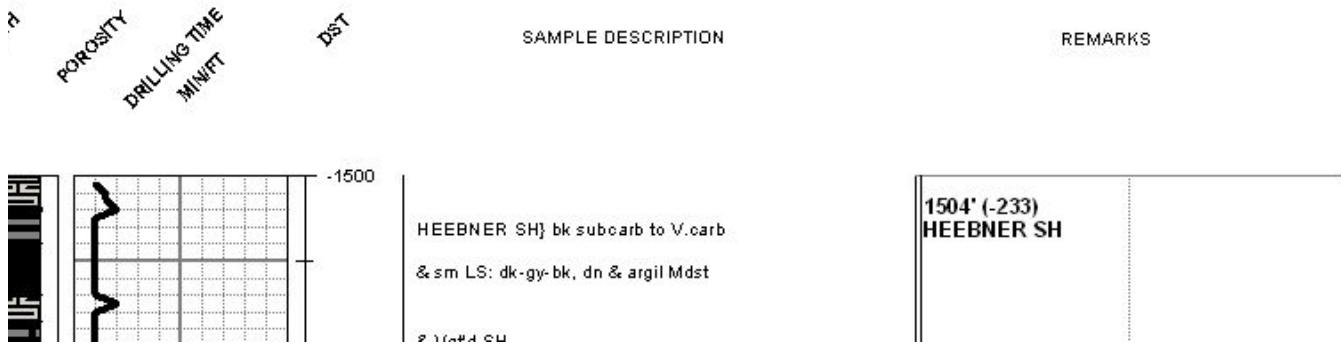 POROSITY
DRILLING TIME
MIN/FT
DST
SAMPLE DESCRIPTION
REMARKS
-1500
HEEBNER SH} bk subcarb to V.carb
& sm LS: dk-gy-bk, dn & argil Mdst
SH
1504' (-233)
HEEBNER SH